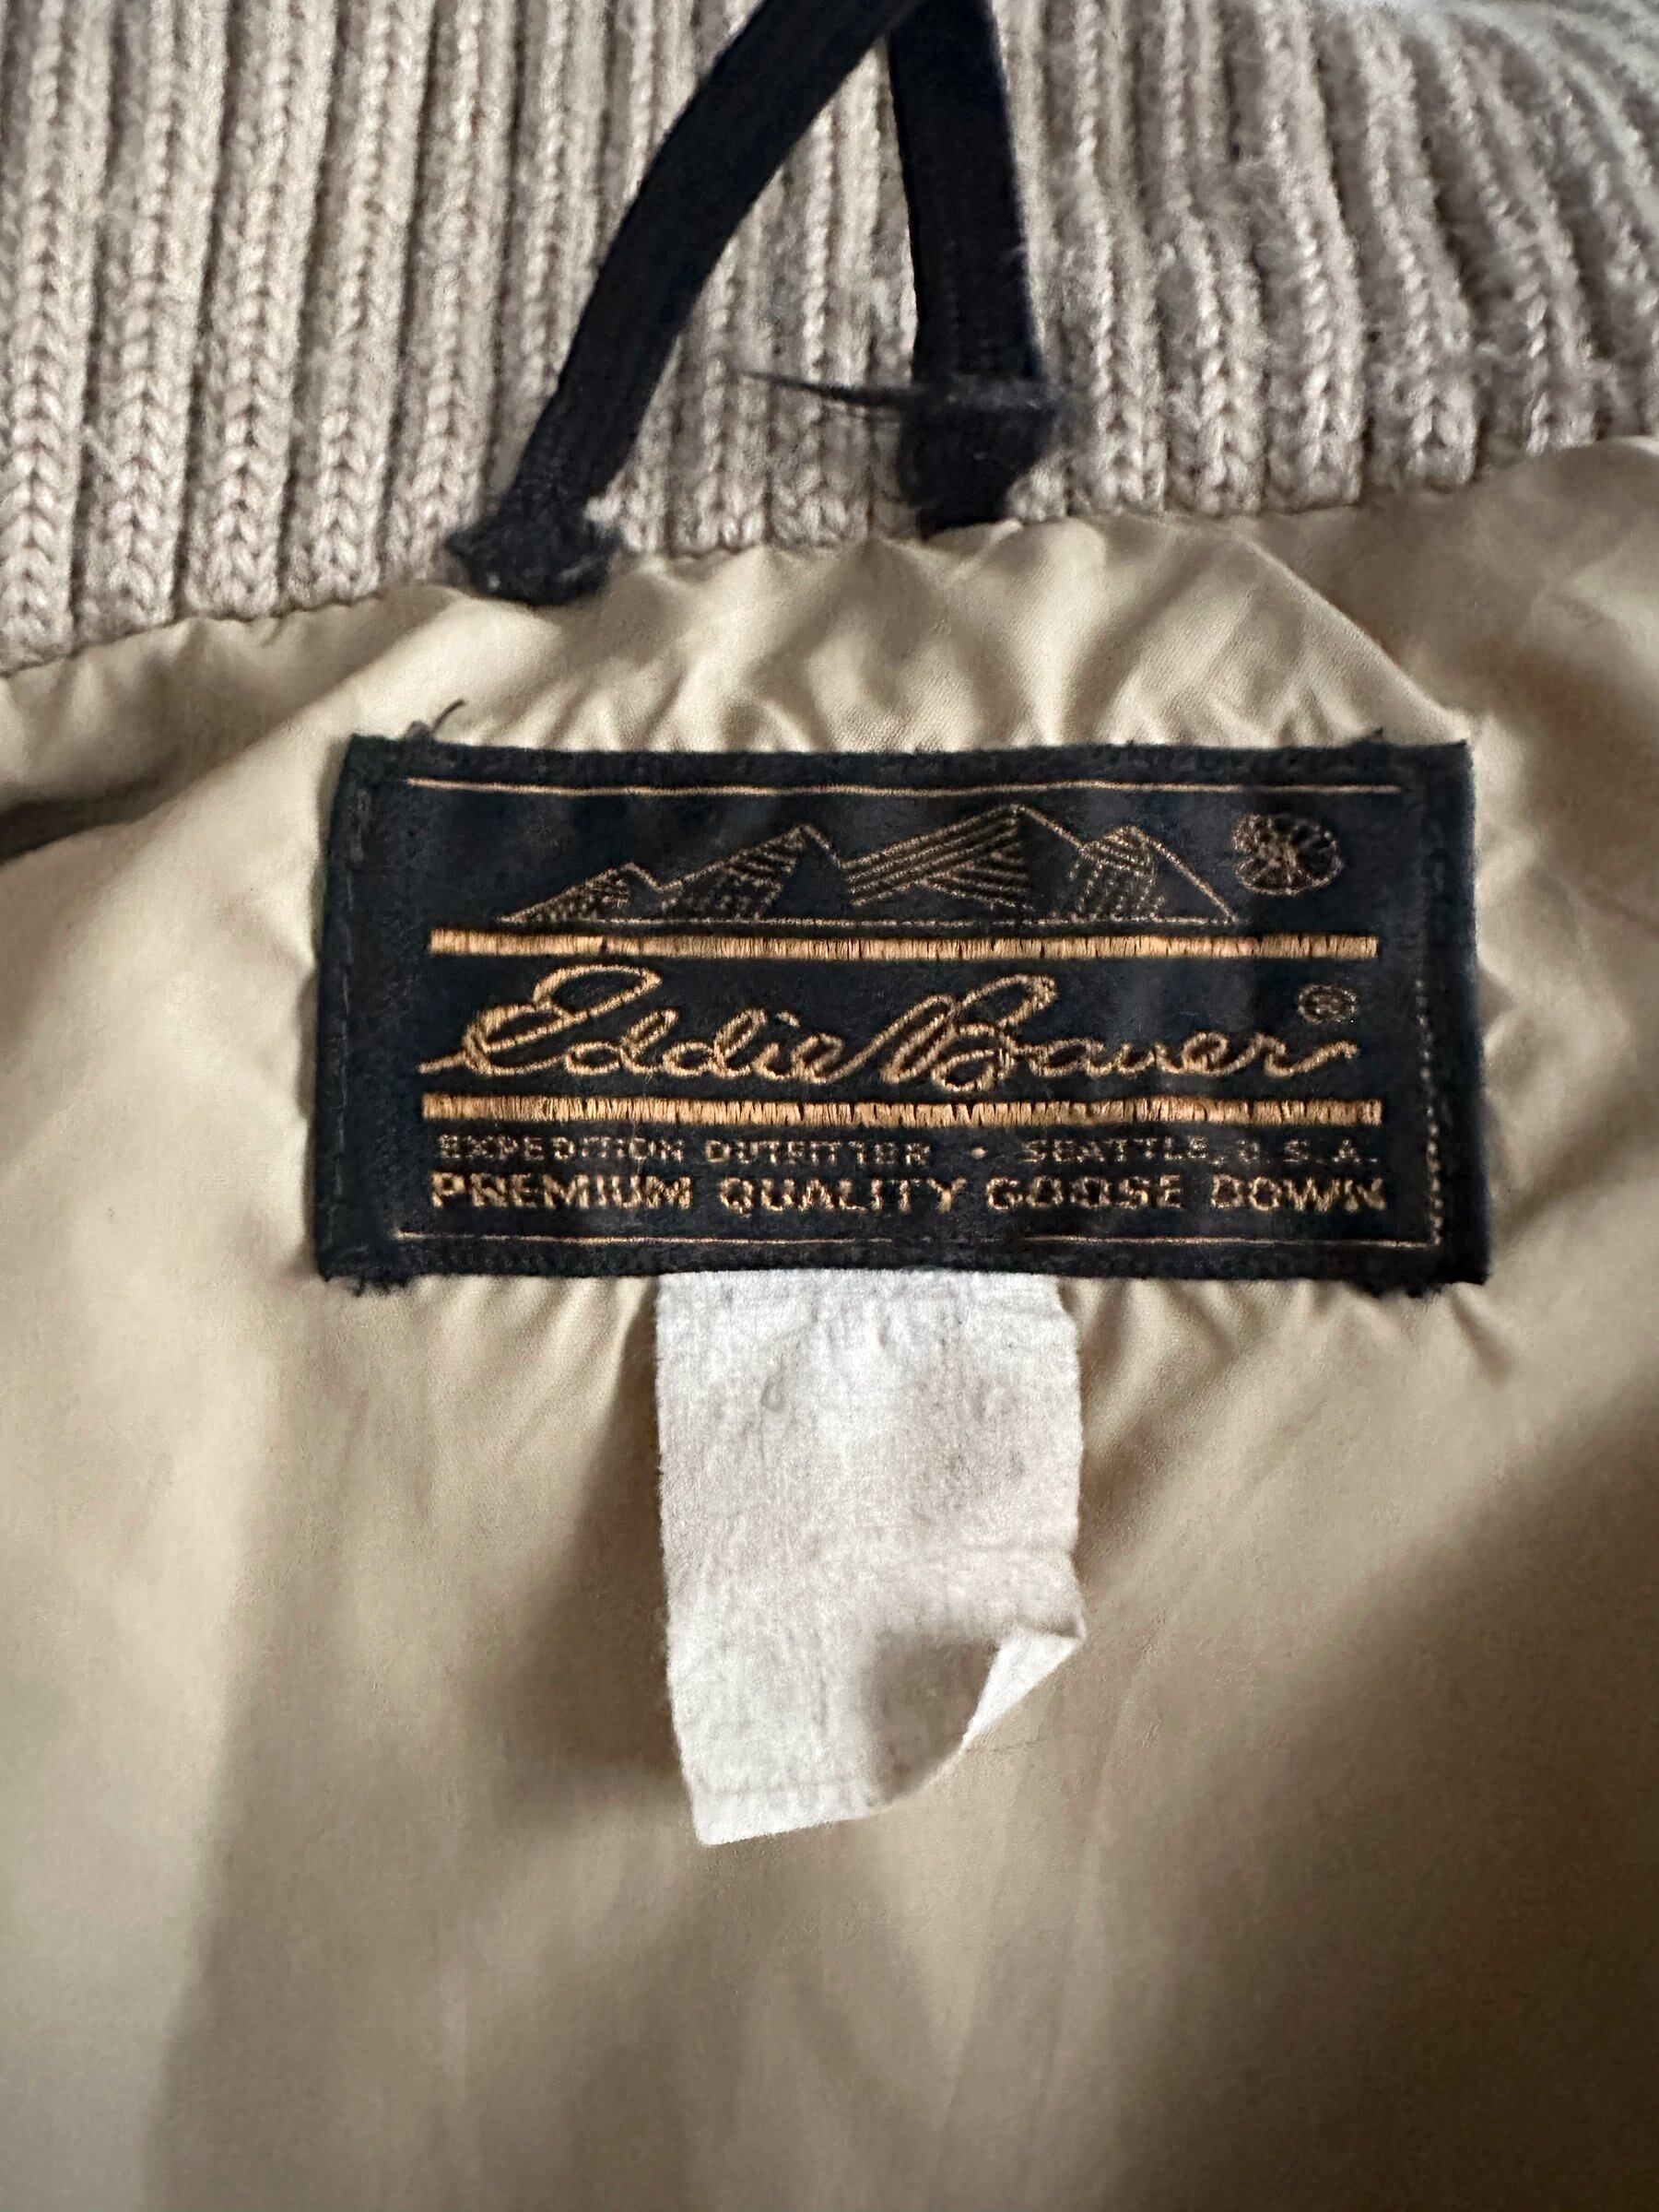 Eddie Bauer ®
EXPEDITION OUTFITTER • SEATTLE, U.S.A.
PREMIUM QUALITY GOOSE DOWN